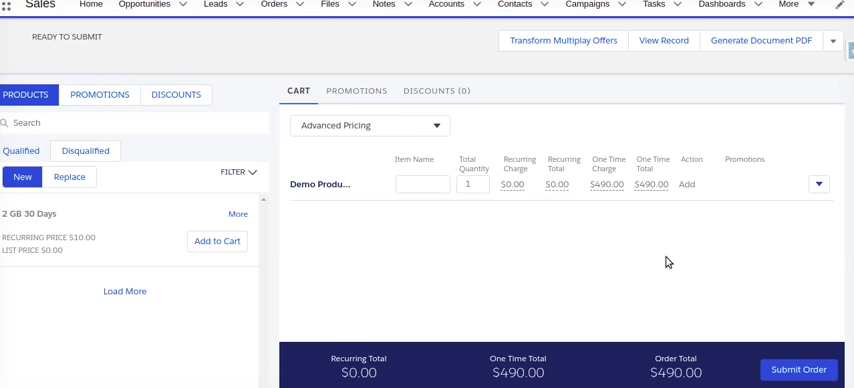 Sales Home Opportunities Leads Orders Files Notes Accounts Contacts Campaigns Tasks Dashboards More
READY TO SUBMIT
Transform Multiplay Offers View Record Generate Document PDF
PRODUCTS PROMOTIONS DISCOUNTS
Search
Qualified Disqualified
New Replace FILTER
2 GB 30 Days More
RECURRING PRICE $10.00
LIST PRICE $0.00
Add to Cart
Load More
CART PROMOTIONS DISCOUNTS (0)
Advanced Pricing
Item Name Total Quantity Recurring Charge Recurring Total One Time Charge One Time Total Action Promotions
Demo Produ... 1 $0.00 $0.00 $490.00 $490.00 Add
Recurring Total One Time Total Order Total
$0.00 $490.00 $490.00
Submit Order